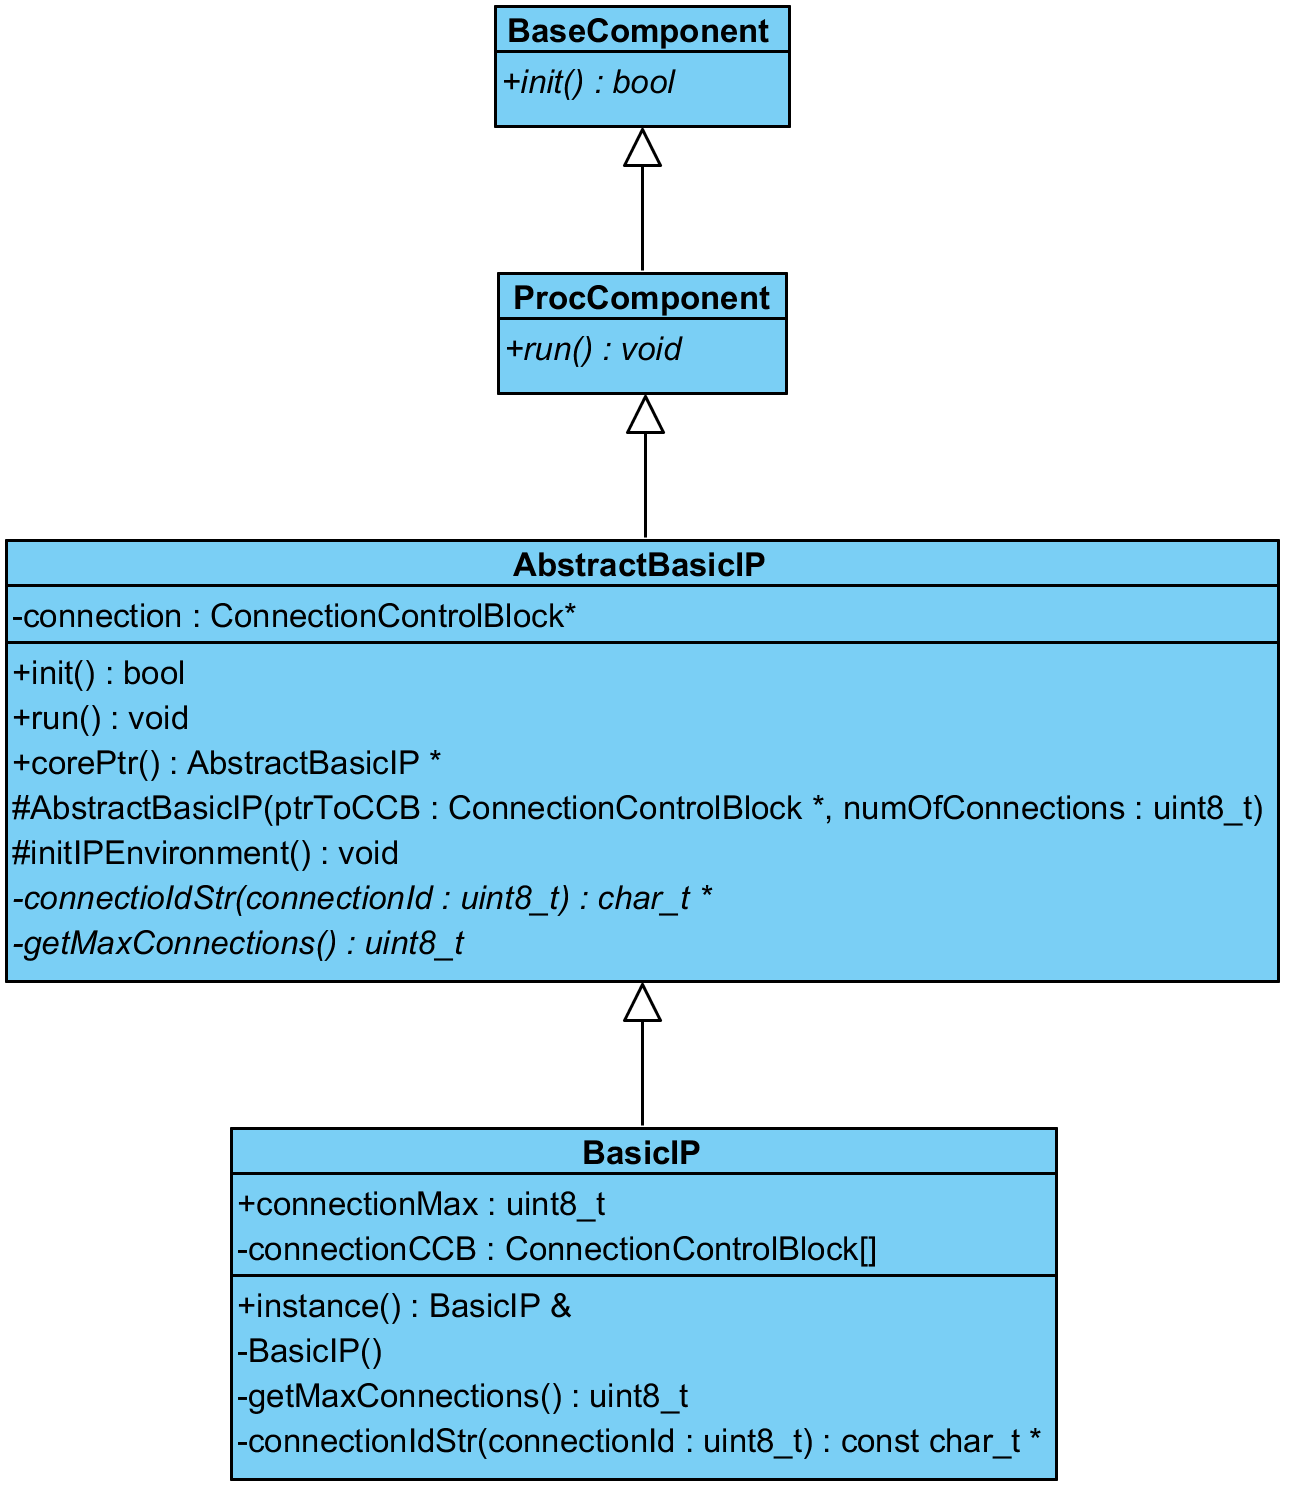 BaseComponent
+init() : bool
ProcComponent
+run() : void
AbstractBasicIP
-connection : ConnectionControlBlock*
+init() : bool
+run() : void
+corePtr() : AbstractBasicIP *
#AbstractBasicIP(ptrToCCB : ConnectionControlBlock *, numOfConnections : uint8_t)
#initIPEnvironment() : void
-connectioIdStr(connectionId : uint8_t) : char_t *
-getMaxConnections() : uint8_t
BasicIP
+connectionMax : uint8_t
-connectionCCB : ConnectionControlBlock[]
+instance() : BasicIP &
-BasicIP()
-getMaxConnections() : uint8_t
-connectionIdStr(connectionId : uint8_t) : const char_t *